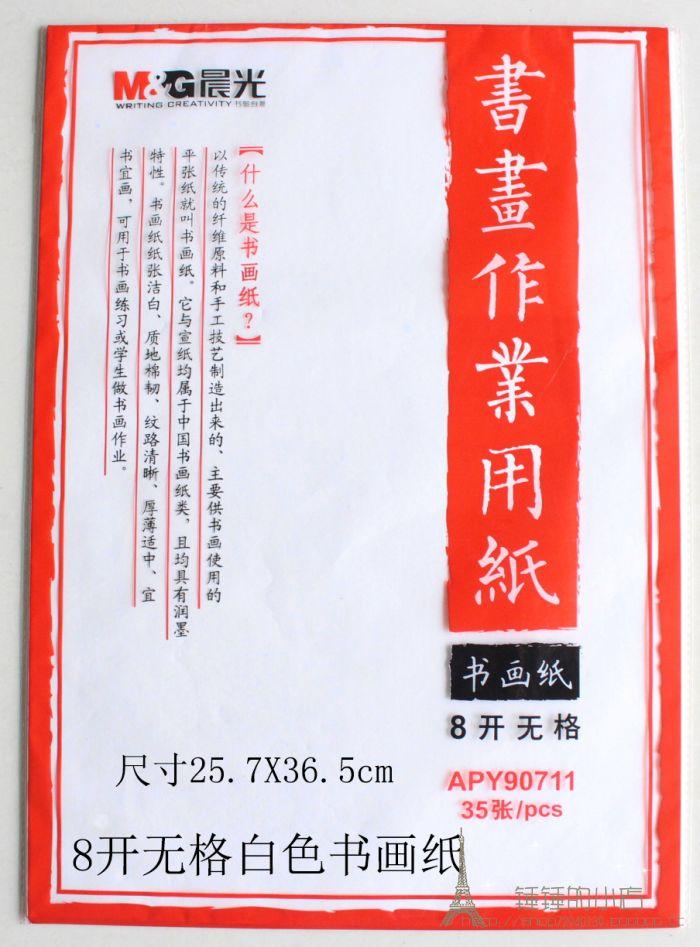 M&G晨光
WRITING CREATIVITY
書畫作業用紙
书画纸
8开无格
APY90711
35张/pcs
【什么是书画纸？】
以传统的纤维原料和手工技艺制造出来的、主要供书画使用的
平张纸就叫书画纸。它与宣纸均属于中国书画纸类，且均具有润墨
特性。书画纸纸张洁白、质地棉韧、纹路清晰、厚薄适中、宜
书宜画，可用于书画练习或学生做书画作业。
尺寸25.7X36.5cm
8开无格白色书画纸
锤锤的小店